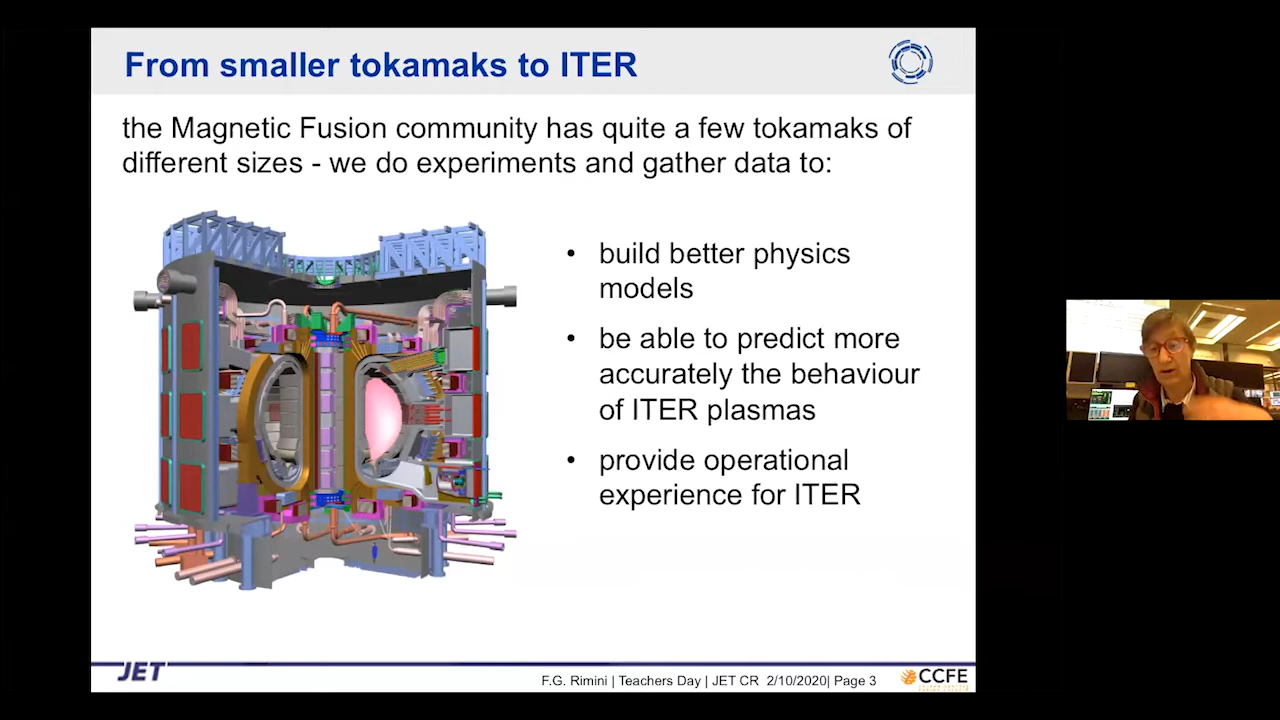 From smaller tokamaks to ITER
the Magnetic Fusion community has quite a few tokamaks of
different sizes - we do experiments and gather data to:
• build better physics
models
• be able to predict more
accurately the behaviour
of ITER plasmas
• provide operational
experience for ITER
JET
F.G. Rimini | Teachers Day | JET CR 2/10/2020| Page 3
CCFE